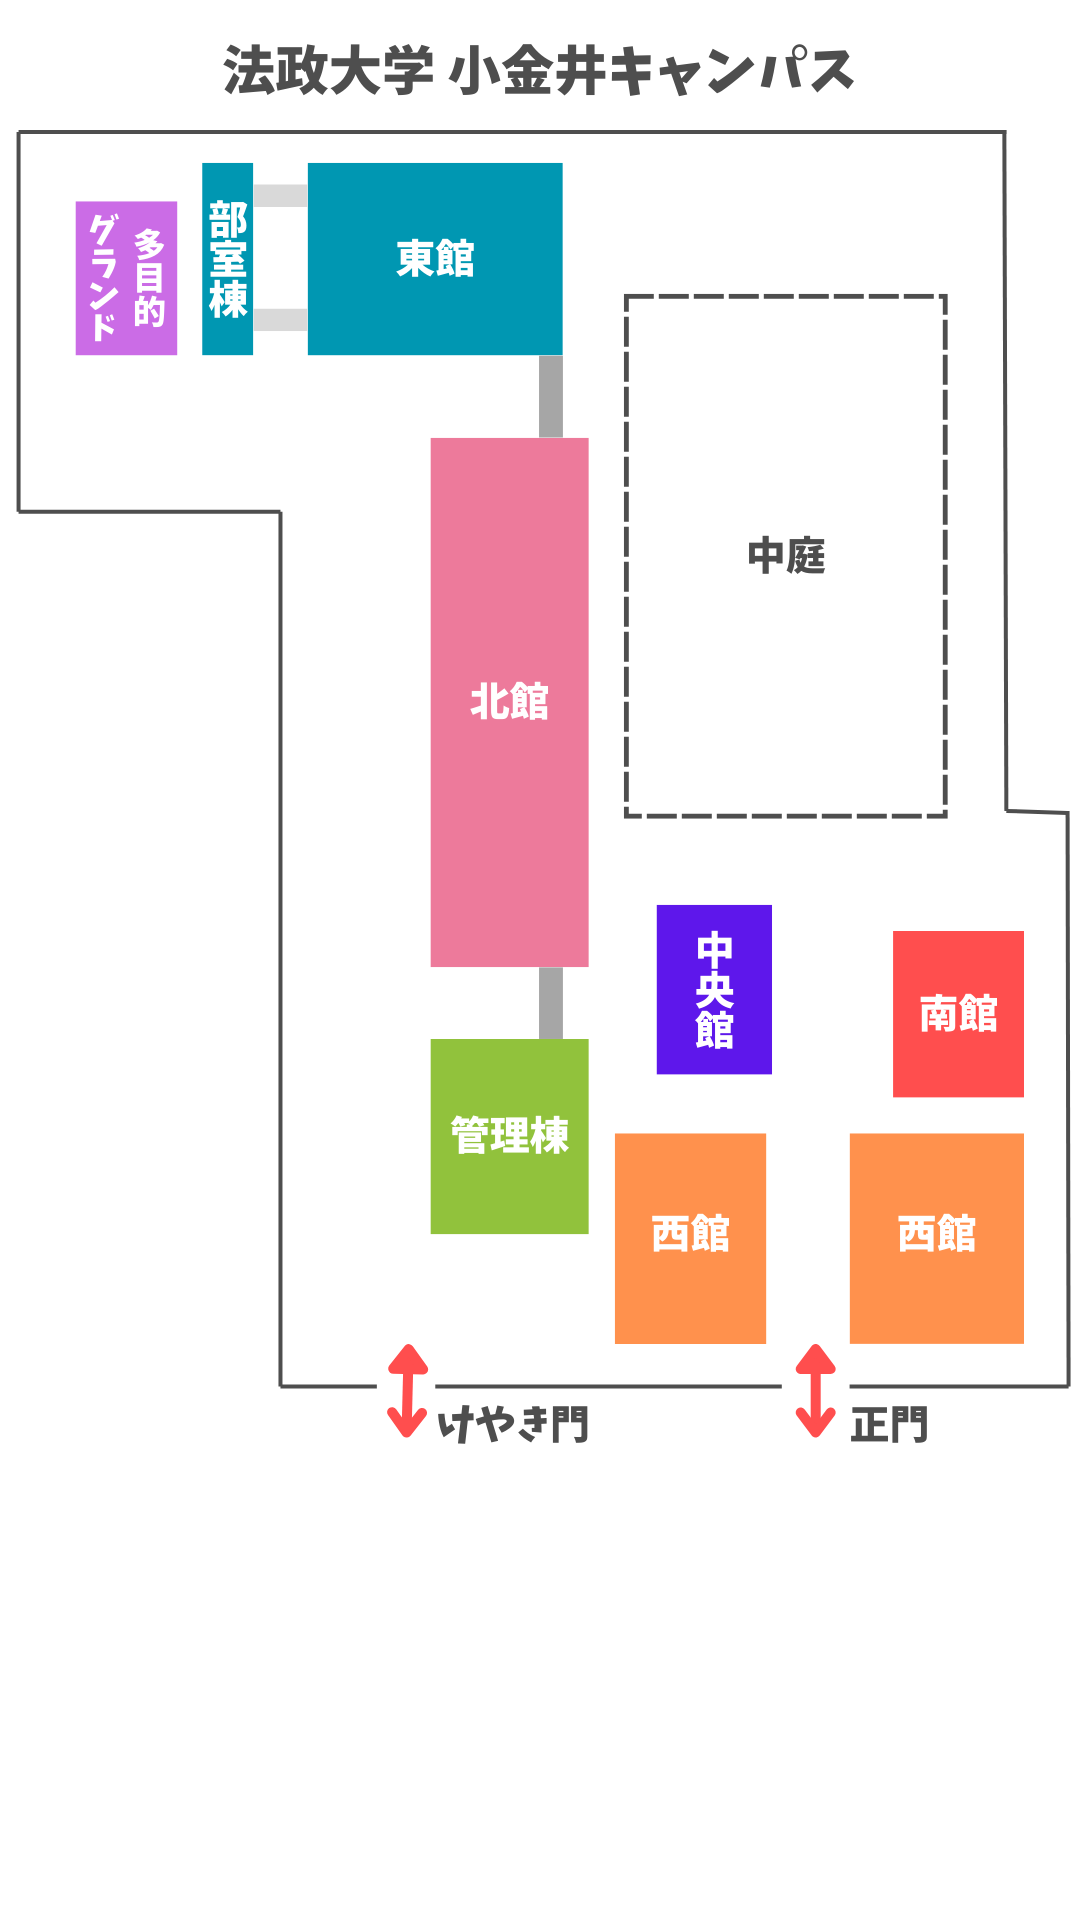 法政大学 小金井キャンパス
多目的
グランド
部室棟
東館
中庭
北館
中央館
南館
管理棟
西館
西館
けやき門
正門